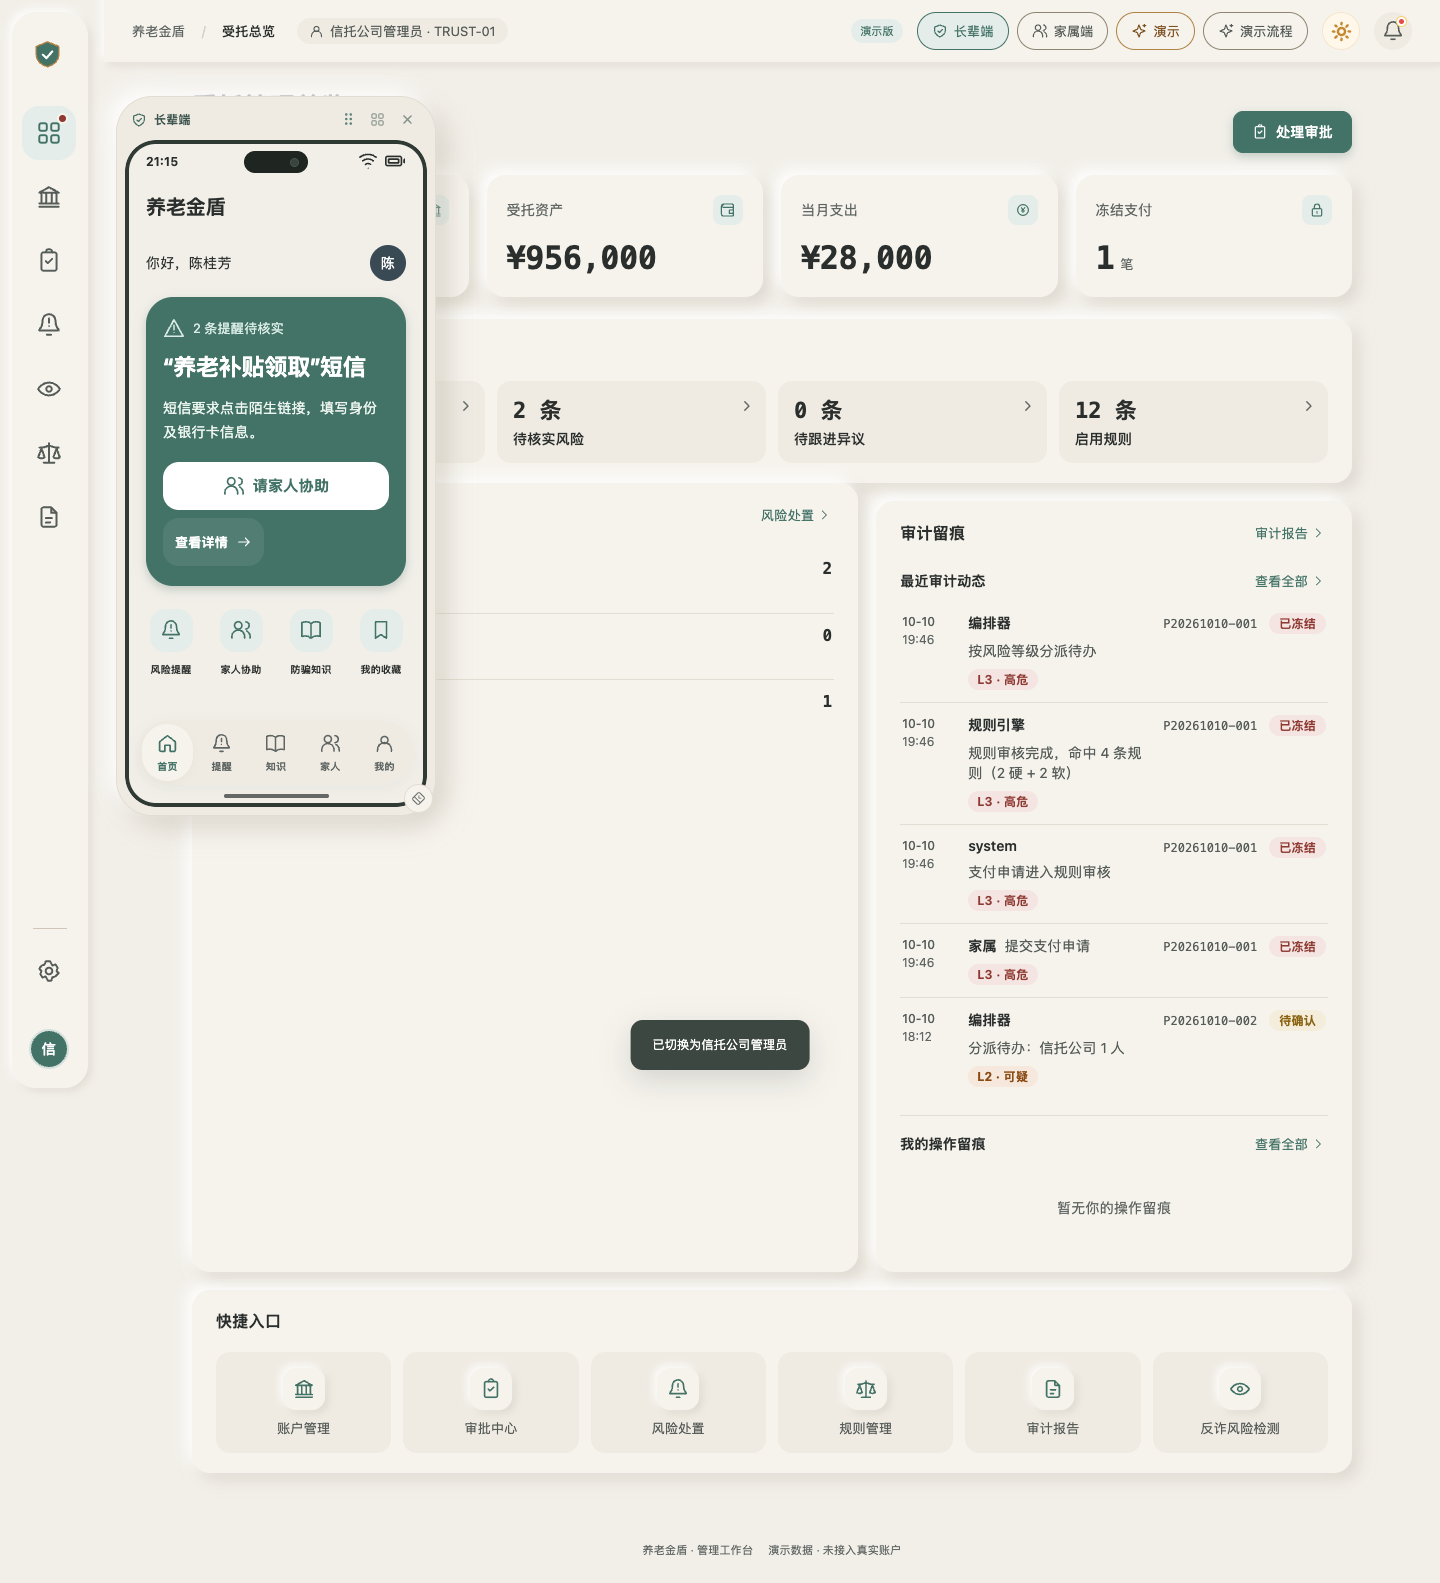 养老金盾 / 受托总览 信托公司管理员 · TRUST-01
演示版 长辈端 家属端 演示 演示流程
处理审批
受托资产
¥956,000
当月支出
¥28,000
冻结支付
1 笔
2 条
待核实风险
0 条
待跟进异议
12 条
启用规则
风险处置
2
0
1
长辈端
21:15
养老金盾
你好，陈桂芳
陈
2 条提醒待核实
“养老补贴领取”短信
短信要求点击陌生链接，填写身份
及银行卡信息。
请家人协助
查看详情
风险提醒 家人协助 防骗知识 我的收藏
首页 提醒 知识 家人 我的
审计留痕 审计报告
最近审计动态 查看全部
10-10 编排器 P20261010-001 已冻结
19:46
按风险等级分派待办
L3 · 高危
10-10 规则引擎 P20261010-001 已冻结
19:46
规则审核完成，命中 4 条规
则（2 硬 + 2 软）
L3 · 高危
10-10 system P20261010-001 已冻结
19:46
支付申请进入规则审核
L3 · 高危
10-10 家属 提交支付申请 P20261010-001 已冻结
19:46
L3 · 高危
10-10 编排器 P20261010-002 待确认
18:12
分派待办：信托公司 1 人
L2 · 可疑
我的操作留痕 查看全部
暂无你的操作留痕
已切换为信托公司管理员
信
快捷入口
账户管理 审批中心 风险处置 规则管理 审计报告 反诈风险检测
养老金盾 · 管理工作台 演示数据 · 未接入真实账户